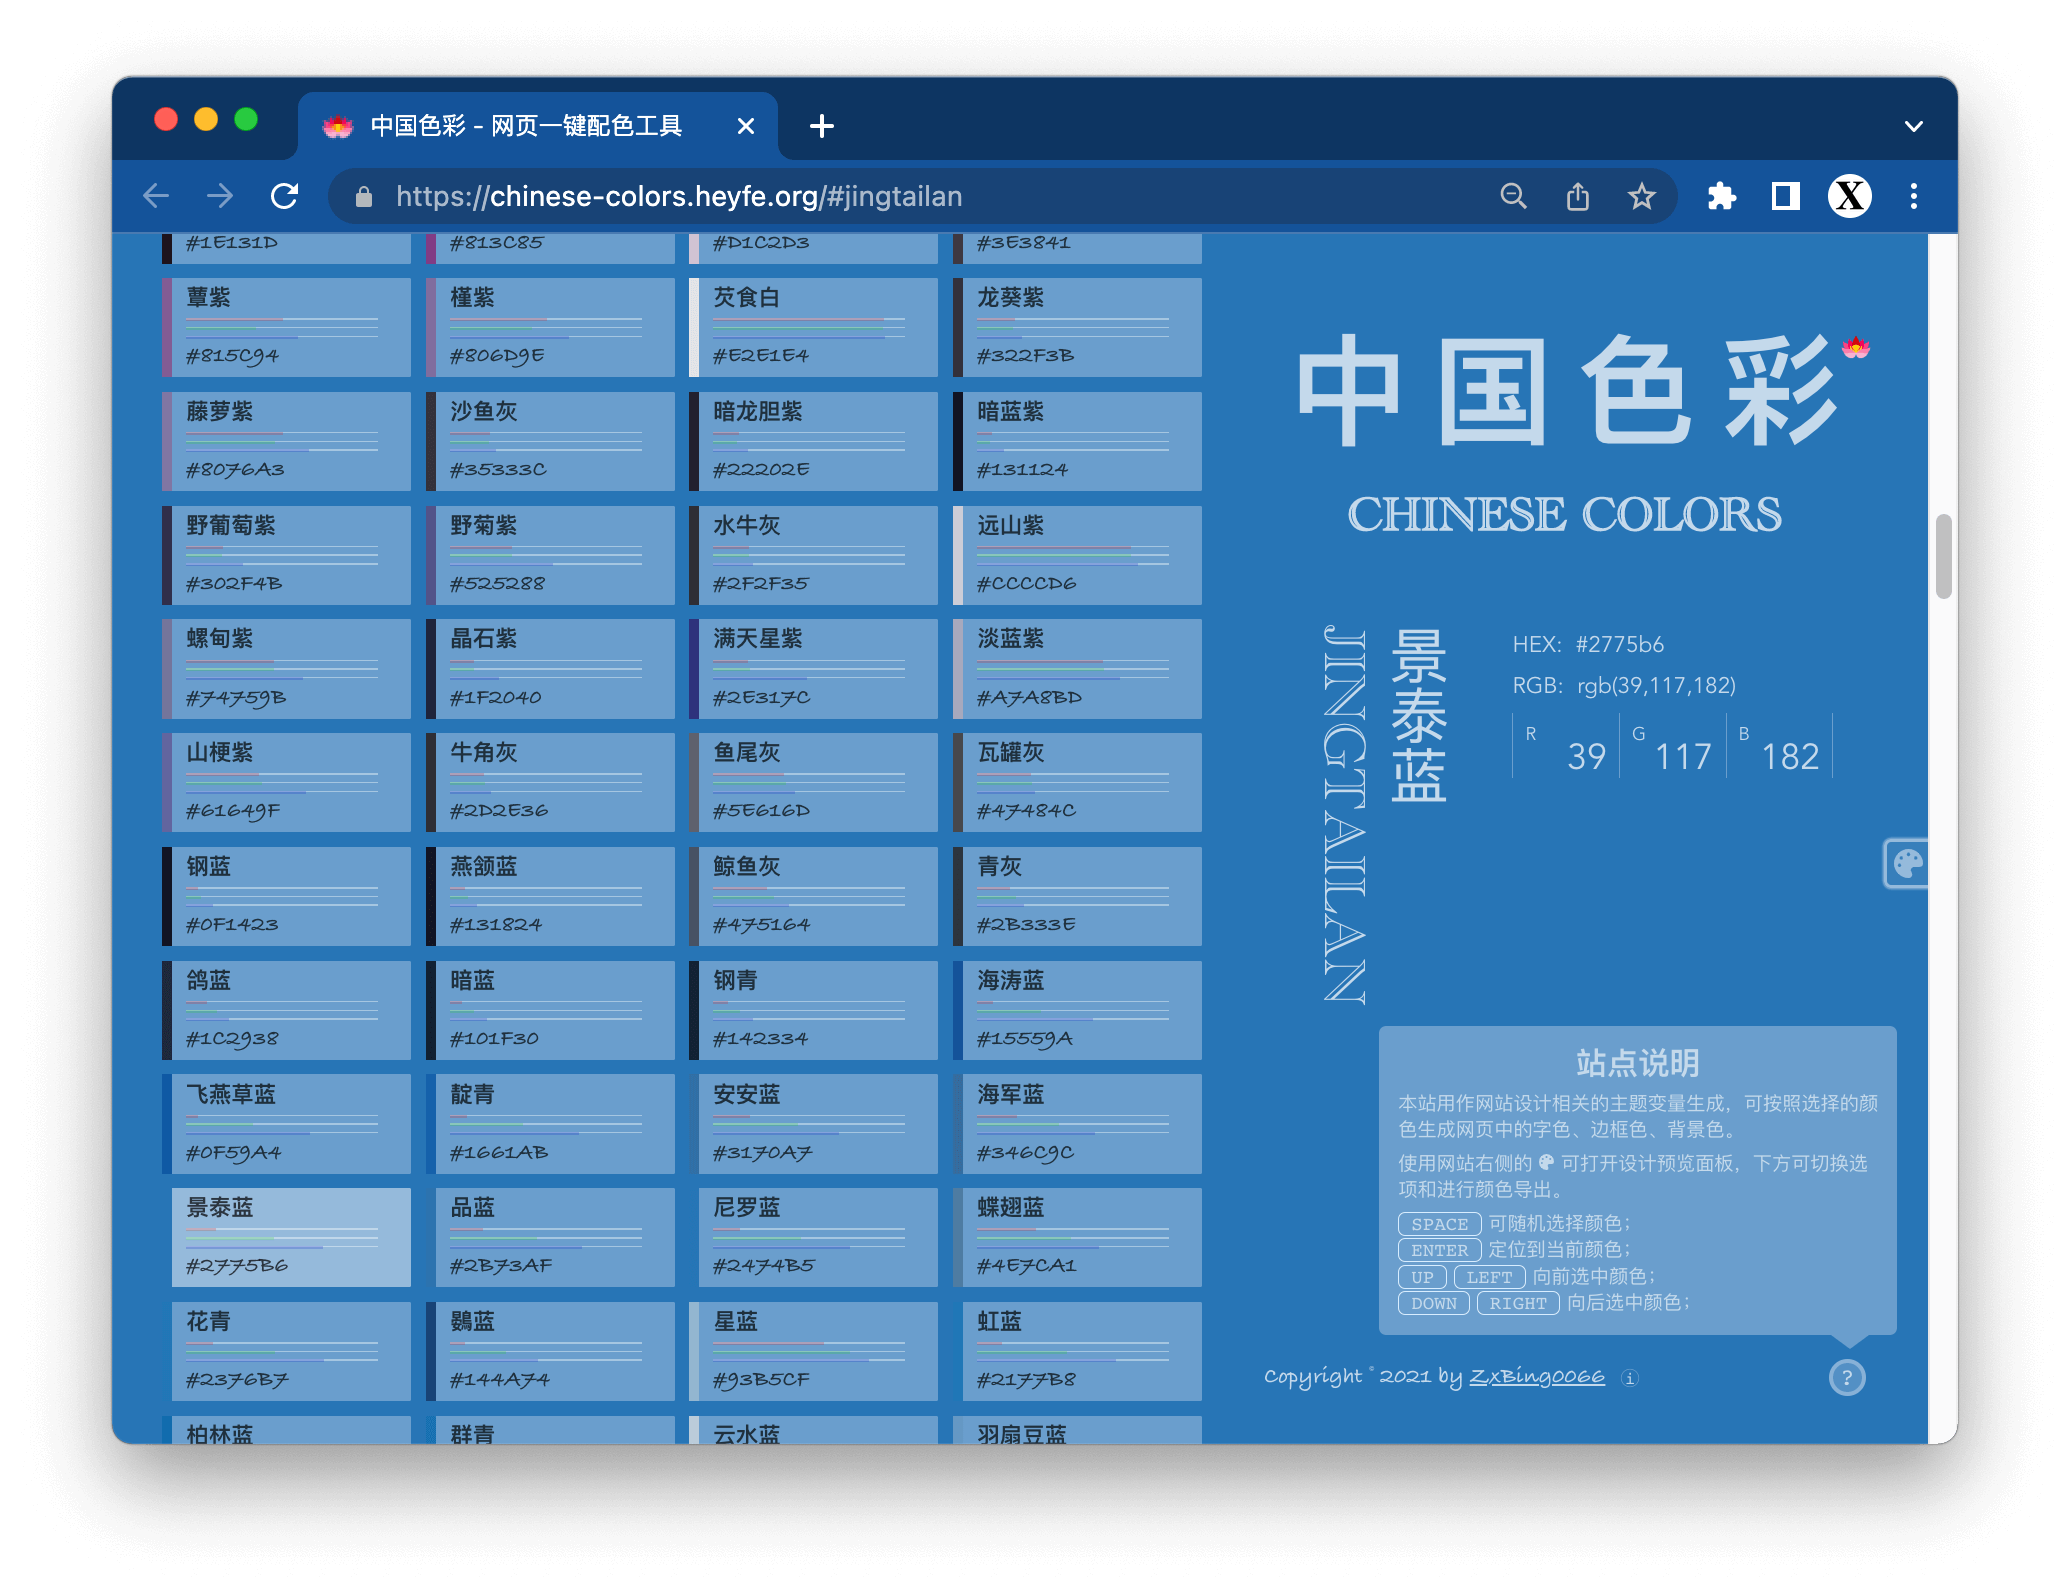 中国色彩 - 网页一键配色工具
https://chinese-colors.heyfe.org/#jingtailan
#1E131D
#813C85
#D1C2D3
#3E3841
蕈紫
#815C94
槿紫
#806D9E
芡食白
#E2E1E4
龙葵紫
#322F3B
藤萝紫
#8076A3
沙鱼灰
#35333C
暗龙胆紫
#22202E
暗蓝紫
#131124
野葡萄紫
#302F4B
野菊紫
#525288
水牛灰
#2F2F35
远山紫
#CCCCD6
螺甸紫
#74759B
晶石紫
#1F2040
满天星紫
#2E317C
淡蓝紫
#A7A8BD
山梗紫
#61649F
牛角灰
#2D2E36
鱼尾灰
#5E616D
瓦罐灰
#47484C
钢蓝
#0F1423
燕颔蓝
#131824
鲸鱼灰
#475164
青灰
#2B333E
鸽蓝
#1C2938
暗蓝
#101F30
钢青
#142334
海涛蓝
#15559A
飞燕草蓝
#0F59A4
靛青
#1661AB
安安蓝
#3170A7
海军蓝
#346C9C
景泰蓝
#2775B6
品蓝
#2B73AF
尼罗蓝
#2474B5
蝶翅蓝
#4E7CA1
花青
#2376B7
鷃蓝
#144A74
星蓝
#93B5CF
虹蓝
#2177B8
柏林蓝
群青
云水蓝
羽扇豆蓝
中国色彩
CHINESE COLORS
JINGTAILAN
景泰蓝
HEX: #2775b6
RGB: rgb(39,117,182)
R 39 G 117 B 182
站点说明
本站用作网站设计相关的主题变量生成，可按照选择的颜
色生成网页中的字色、边框色、背景色。
使用网站右侧的 可打开设计预览面板，下方可切换选
项和进行颜色导出。
SPACE 可随机选择颜色；
ENTER 定位到当前颜色；
UP LEFT 向前选中颜色；
DOWN RIGHT 向后选中颜色；
Copyright © 2021 by ZxBing0066